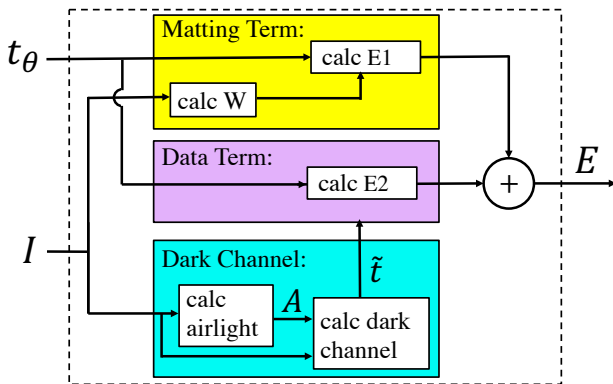 Matting Term:
t_θ
calc E1
calc W
Data Term:
calc E2
+
E
I
Dark Channel:
t̃
calc
airlight
A
calc dark
channel